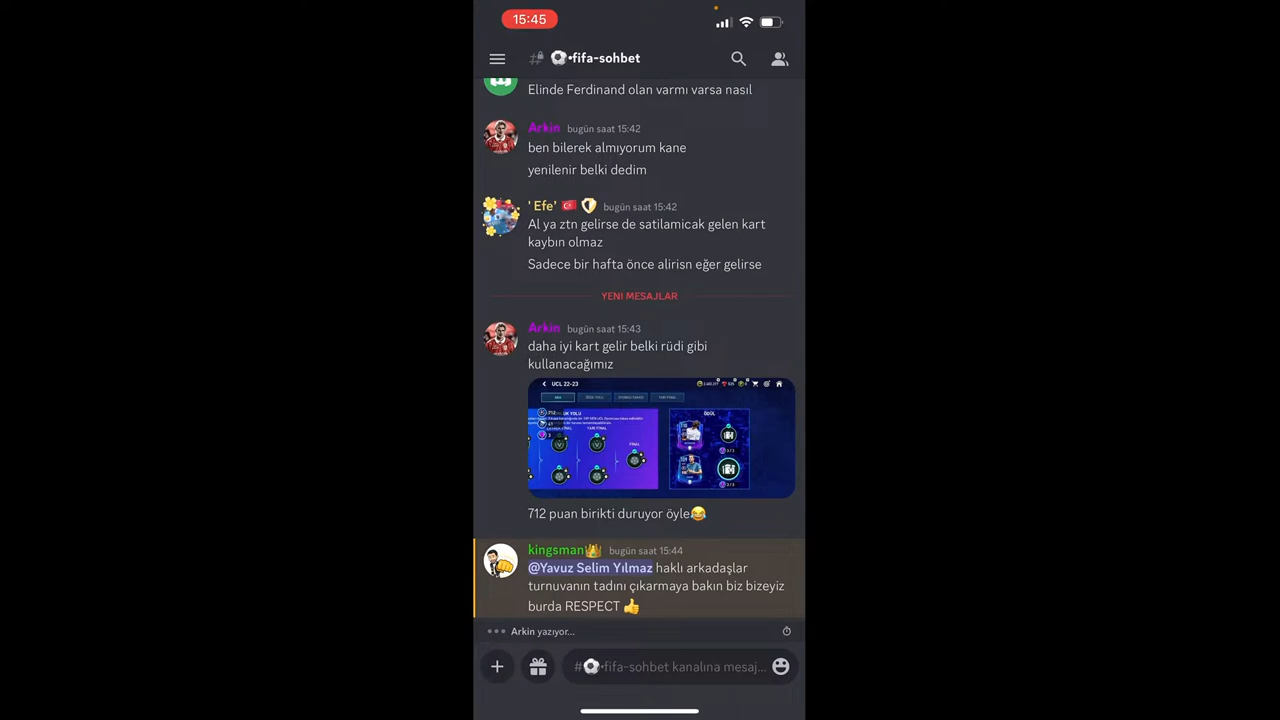 15:45
#⚽•fifa-sohbet
Elinde Ferdinand olan varmı varsa nasıl
Arkin bugün saat 15:42
ben bilerek almıyorum kane
yenilenir belki dedim
' Efe’ 🇹🇷 bugün saat 15:42
Al ya ztn gelirse de satilamicak gelen kart
kaybın olmaz
Sadece bir hafta önce alirisn eğer gelirse
YENI MESAJLAR
Arkin bugün saat 15:43
daha iyi kart gelir belki rüdi gibi
kullanacağımız
UCL 22-23
712 puan birikti duruyor öyle😂
kingsman👑 bugün saat 15:44
@Yavuz Selim Yılmaz haklı arkadaşlar
turnuvanın tadını çıkarmaya bakın biz bizeyiz
burda RESPECT 👍
Arkin yazıyor...
#⚽•fifa-sohbet kanalına mesaj...